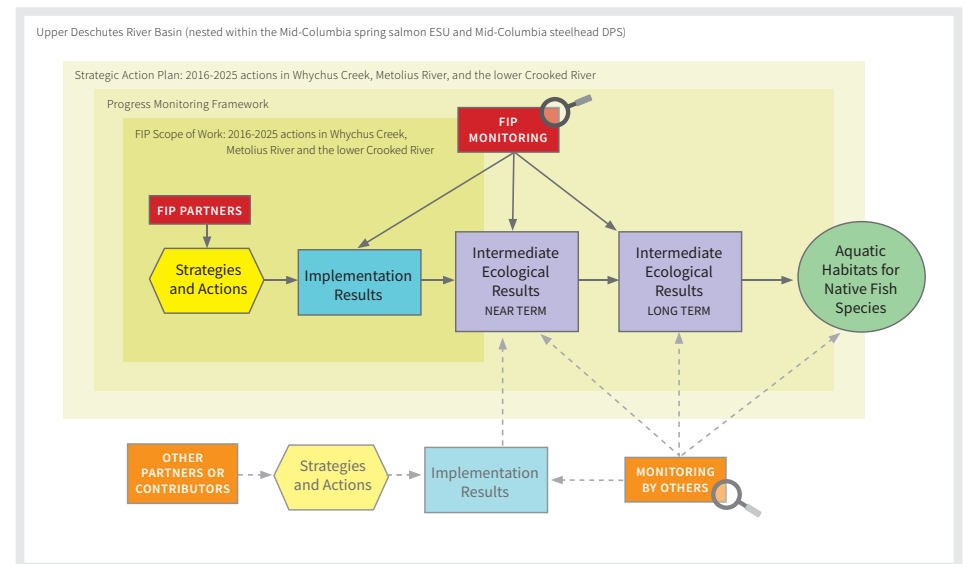 Upper Deschutes River Basin (nested within the Mid-Columbia spring salmon ESU and Mid-Columbia steelhead DPS)
Strategic Action Plan: 2016-2025 actions in Whychus Creek, Metolius River, and the lower Crooked River
Progress Monitoring Framework
FIP Scope of Work: 2016-2025 actions in Whychus Creek,
Metolius River and the lower Crooked River
FIP
MONITORING
FIP PARTNERS
Strategies
and Actions
Implementation
Results
Intermediate
Ecological
Results
NEAR TERM
Intermediate
Ecological
Results
LONG TERM
Aquatic
Habitats for
Native Fish
Species
OTHER
PARTNERS OR
CONTRIBUTORS
Strategies
and Actions
Implementation
Results
MONITORING
BY OTHERS